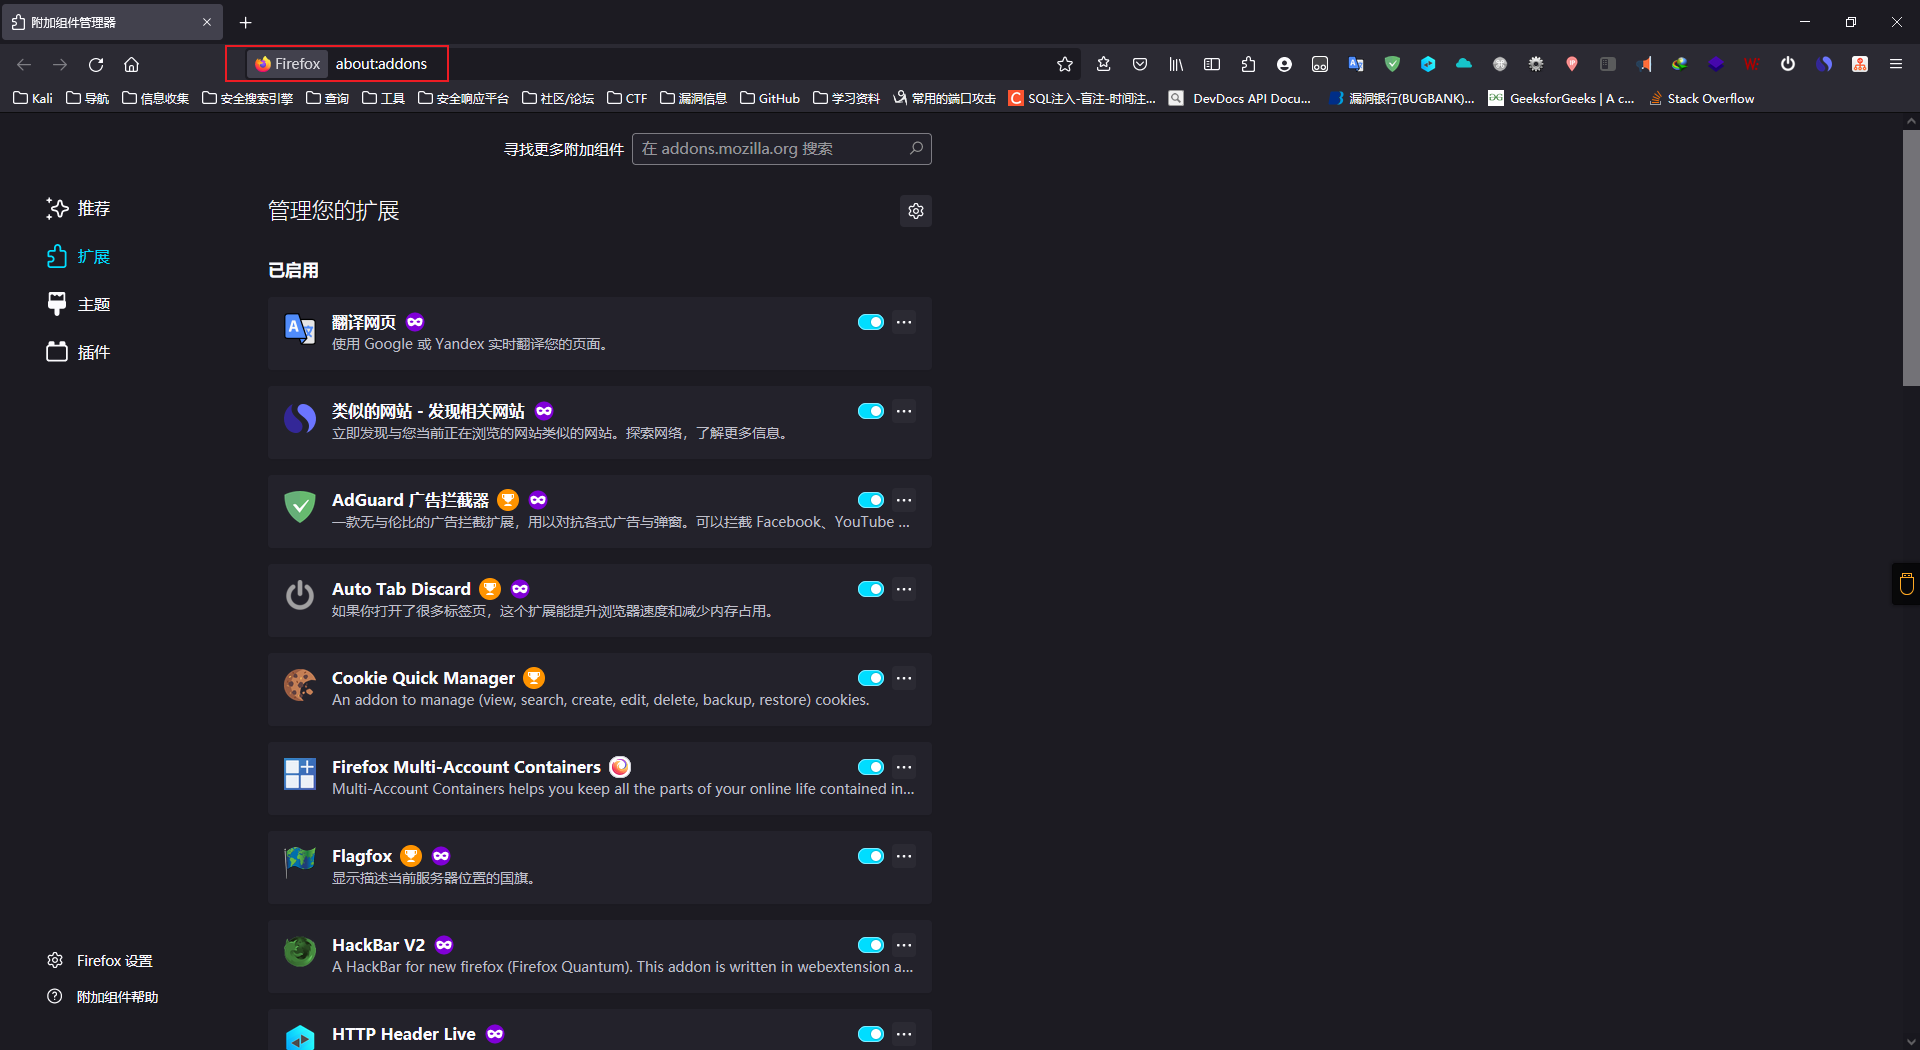 附加组件管理器
Firefox about:addons
Kali 导航 信息收集 安全搜索引擎 查询 工具 安全响应平台 社区/论坛 CTF 漏洞信息 GitHub 学习资料 常用的端口攻击 SQL注入-盲注-时间注... DevDocs API Docu... 漏洞银行(BUGBANK)... GeeksforGeeks | A c... Stack Overflow
寻找更多附加组件 在 addons.mozilla.org 搜索
推荐
扩展
主题
插件
管理您的扩展
已启用
翻译网页
使用 Google 或 Yandex 实时翻译您的页面。
类似的网站 - 发现相关网站
立即发现与您当前正在浏览的网站类似的网站。探索网络，了解更多信息。
AdGuard 广告拦截器
一款无与伦比的广告拦截扩展，用以对抗各式广告与弹窗。可以拦截 Facebook、YouTube ...
Auto Tab Discard
如果你打开了很多标签页，这个扩展能提升浏览器速度和减少内存占用。
Cookie Quick Manager
An addon to manage (view, search, create, edit, delete, backup, restore) cookies.
Firefox Multi-Account Containers
Multi-Account Containers helps you keep all the parts of your online life contained in...
Flagfox
显示描述当前服务器位置的国旗。
HackBar V2
A HackBar for new firefox (Firefox Quantum). This addon is written in webextension a...
HTTP Header Live
Firefox 设置
附加组件帮助